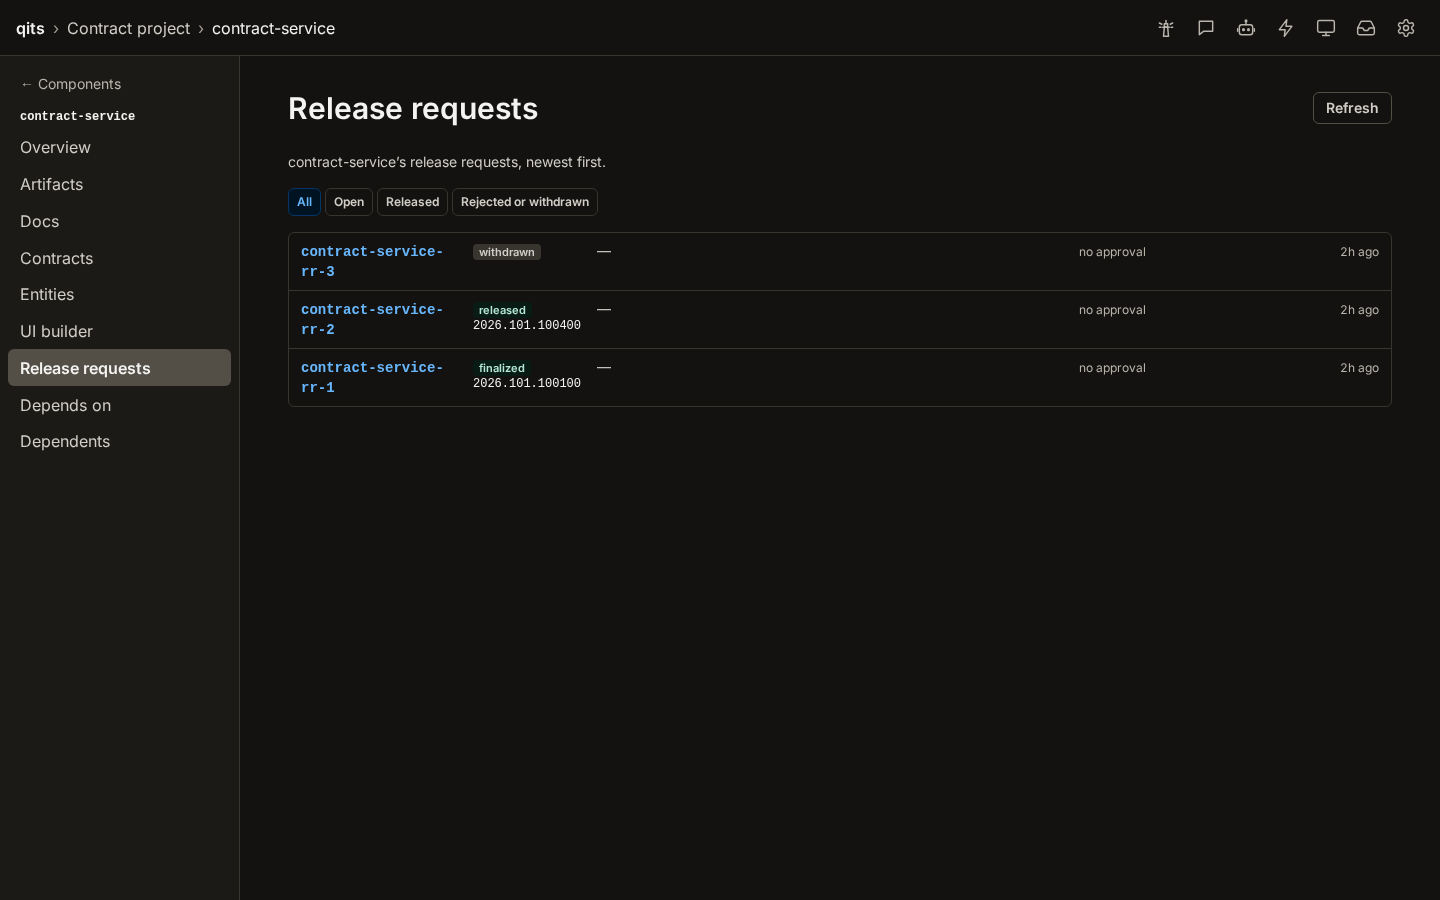 qits › Contract project › contract-service
← Components
contract-service
Overview
Artifacts
Docs
Contracts
Entities
UI builder
Release requests
Depends on
Dependents
Release requests
Refresh
contract-service’s release requests, newest first.
All Open Released Rejected or withdrawn
contract-service- withdrawn — no approval 2h ago
rr-3
contract-service- released — no approval 2h ago
rr-2 2026.101.100400
contract-service- finalized — no approval 2h ago
rr-1 2026.101.100100